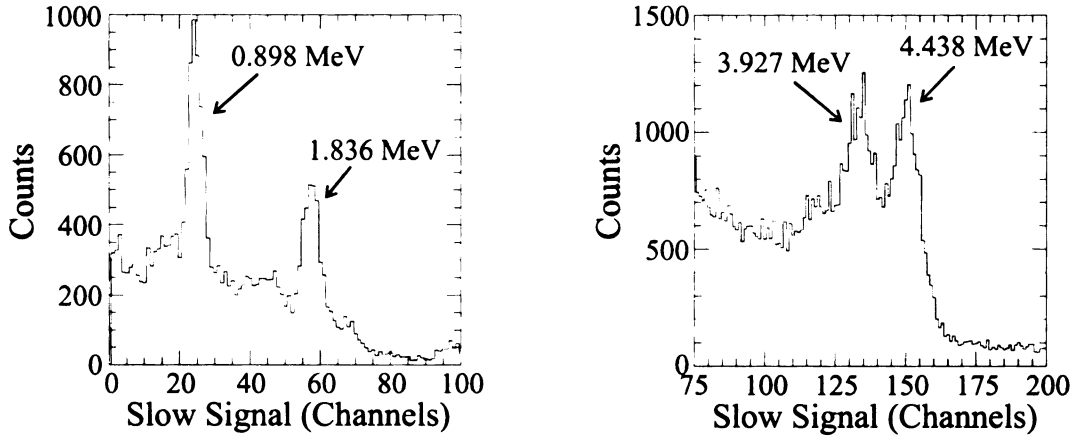 1000
800
600
400
200
0
Counts
0.898 MeV
1.836 MeV
0 20 40 60 80 100
Slow Signal (Channels)
1500
1000
500
0
Counts
3.927 MeV
4.438 MeV
75 100 125 150 175 200
Slow Signal (Channels)